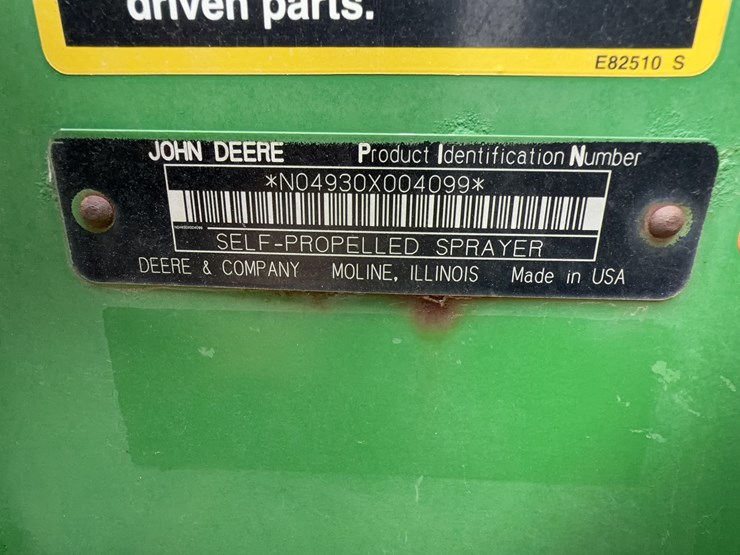 driven parts.
E82510 S
JOHN DEERE Product Identification Number
*N04930X004099*
SELF-PROPELLED SPRAYER
DEERE & COMPANY MOLINE, ILLINOIS Made in USA